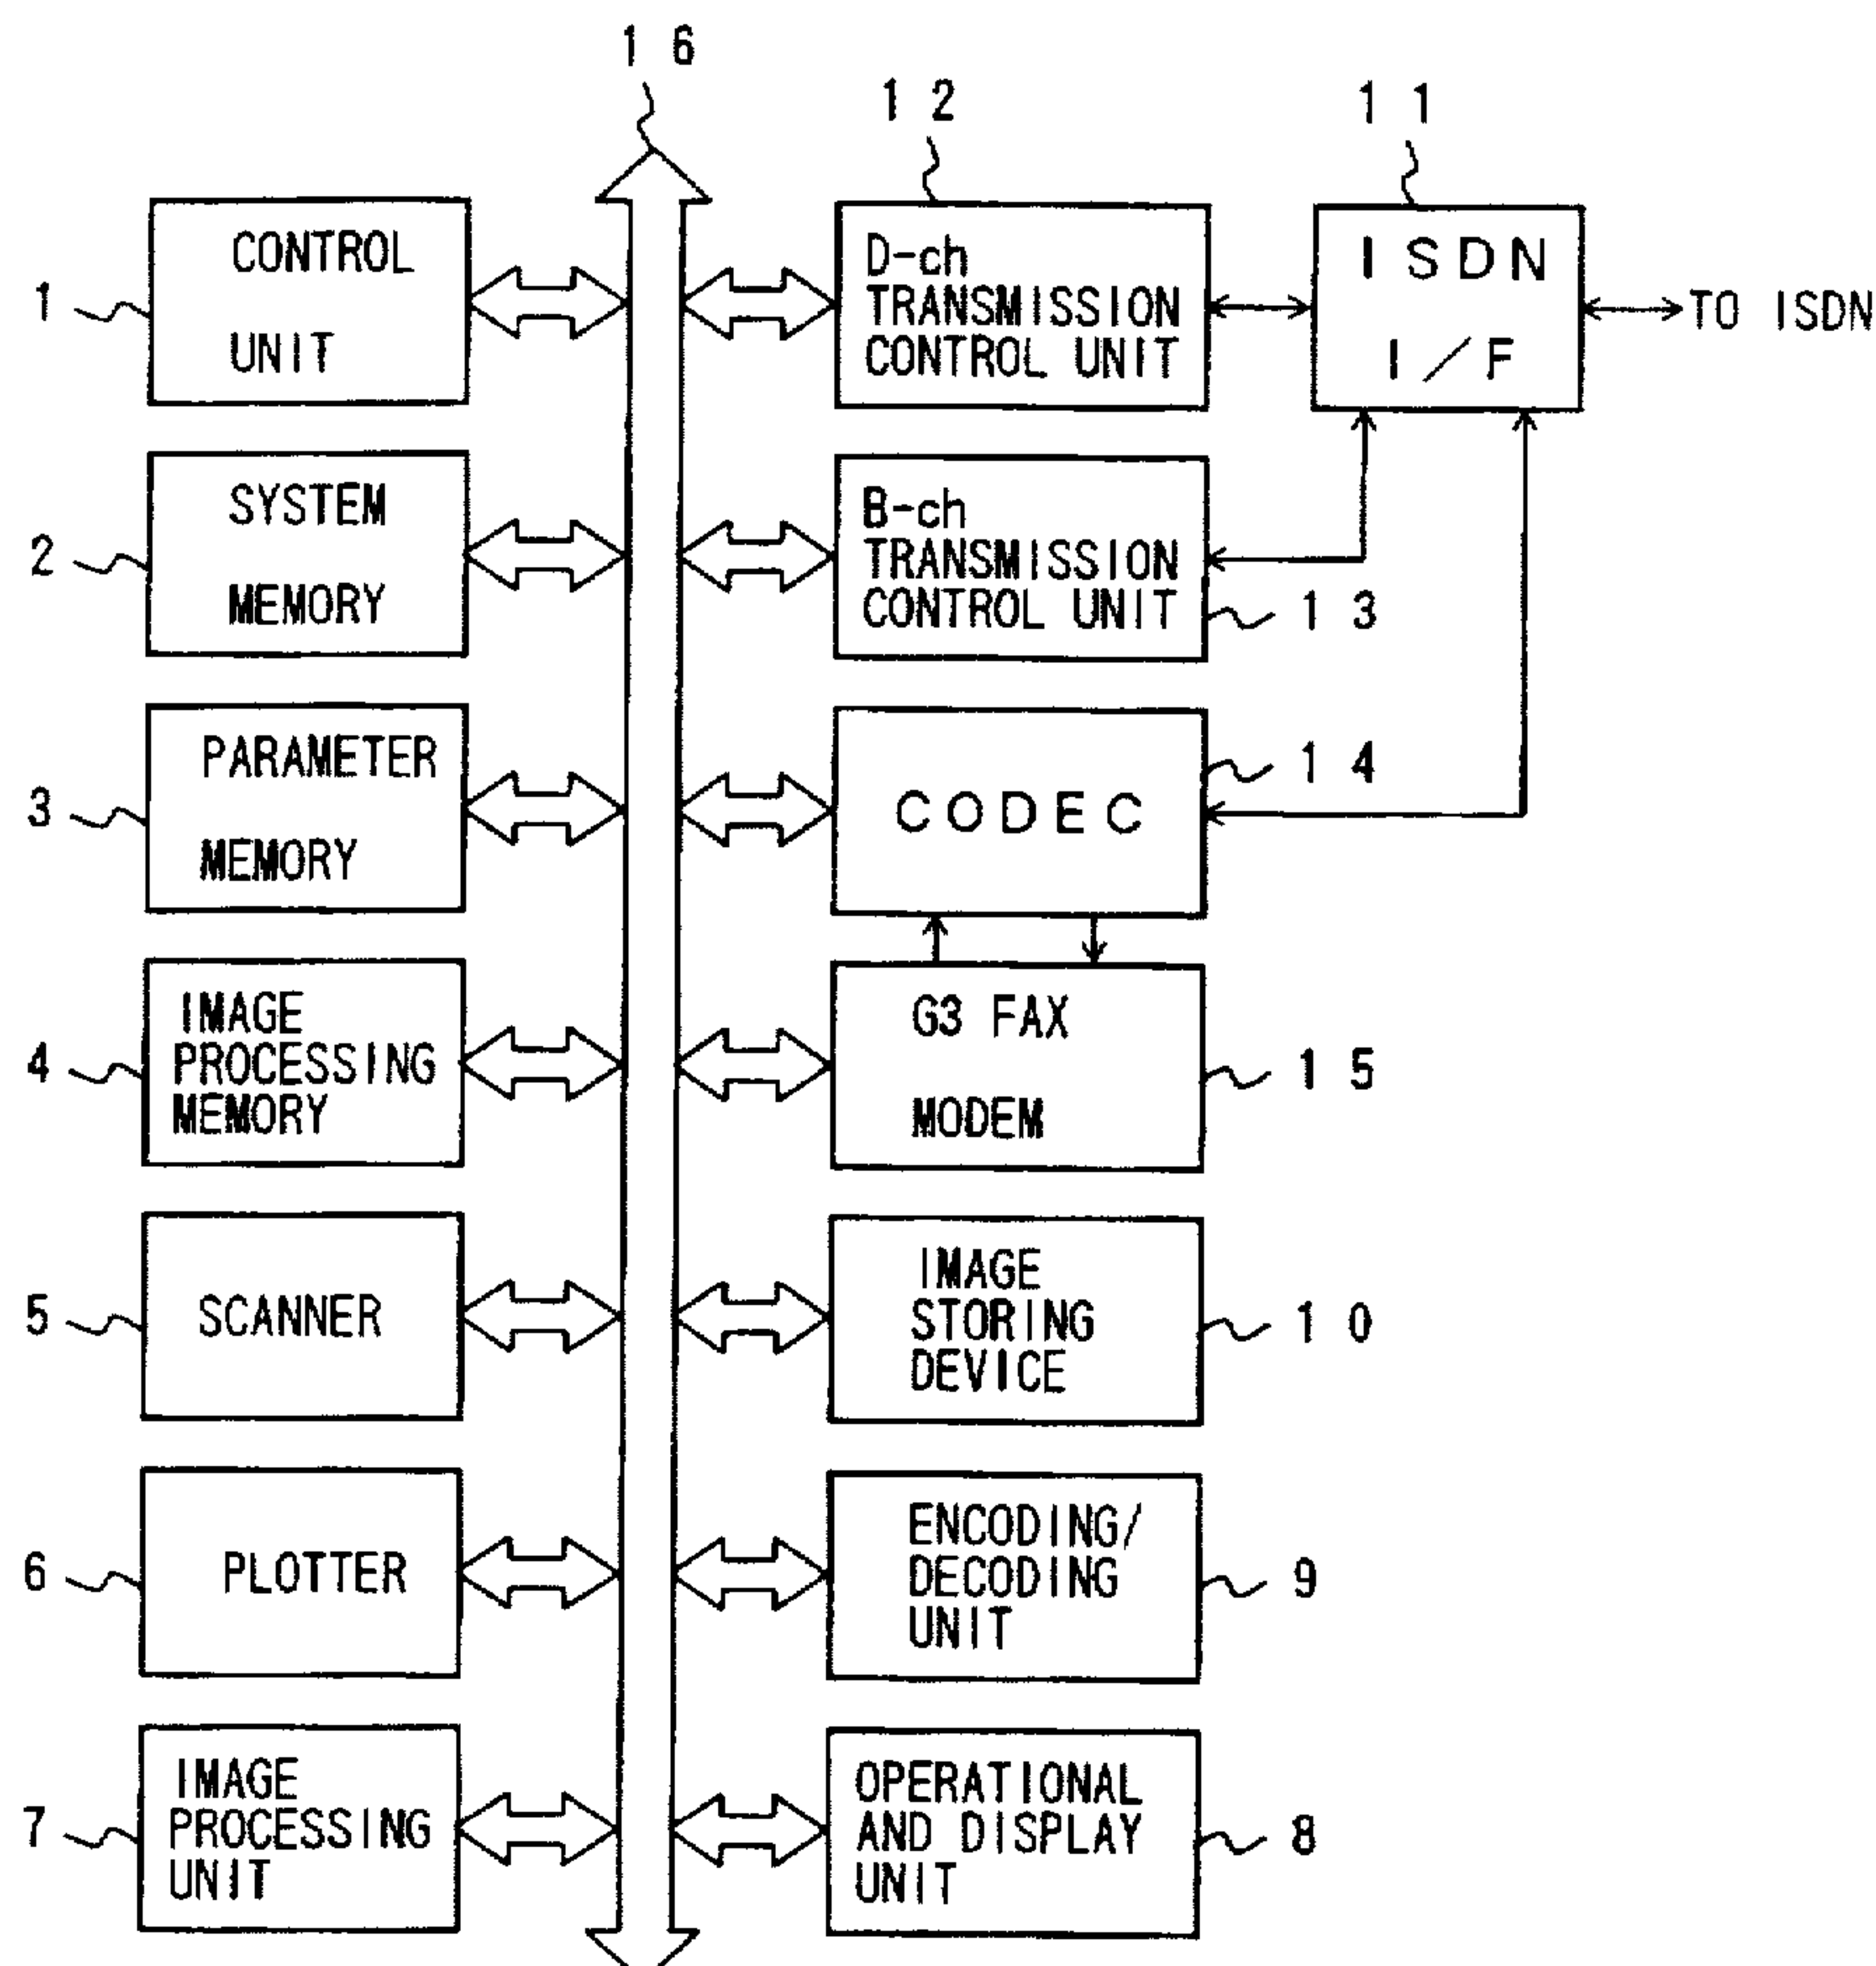 16
12
11
CONTROL
UNIT
1
D-ch
TRANSMISSION
CONTROL UNIT
ISDN
I/F
TO ISDN
SYSTEM
MEMORY
2
B-ch
TRANSMISSION
CONTROL UNIT
13
PARAMETER
MEMORY
3
CODEC
14
IMAGE
PROCESSING
MEMORY
4
G3 FAX
MODEM
15
SCANNER
5
IMAGE
STORING
DEVICE
10
PLOTTER
6
ENCODING/
DECODING
UNIT
9
IMAGE
PROCESSING
UNIT
7
OPERATIONAL
AND DISPLAY
UNIT
8